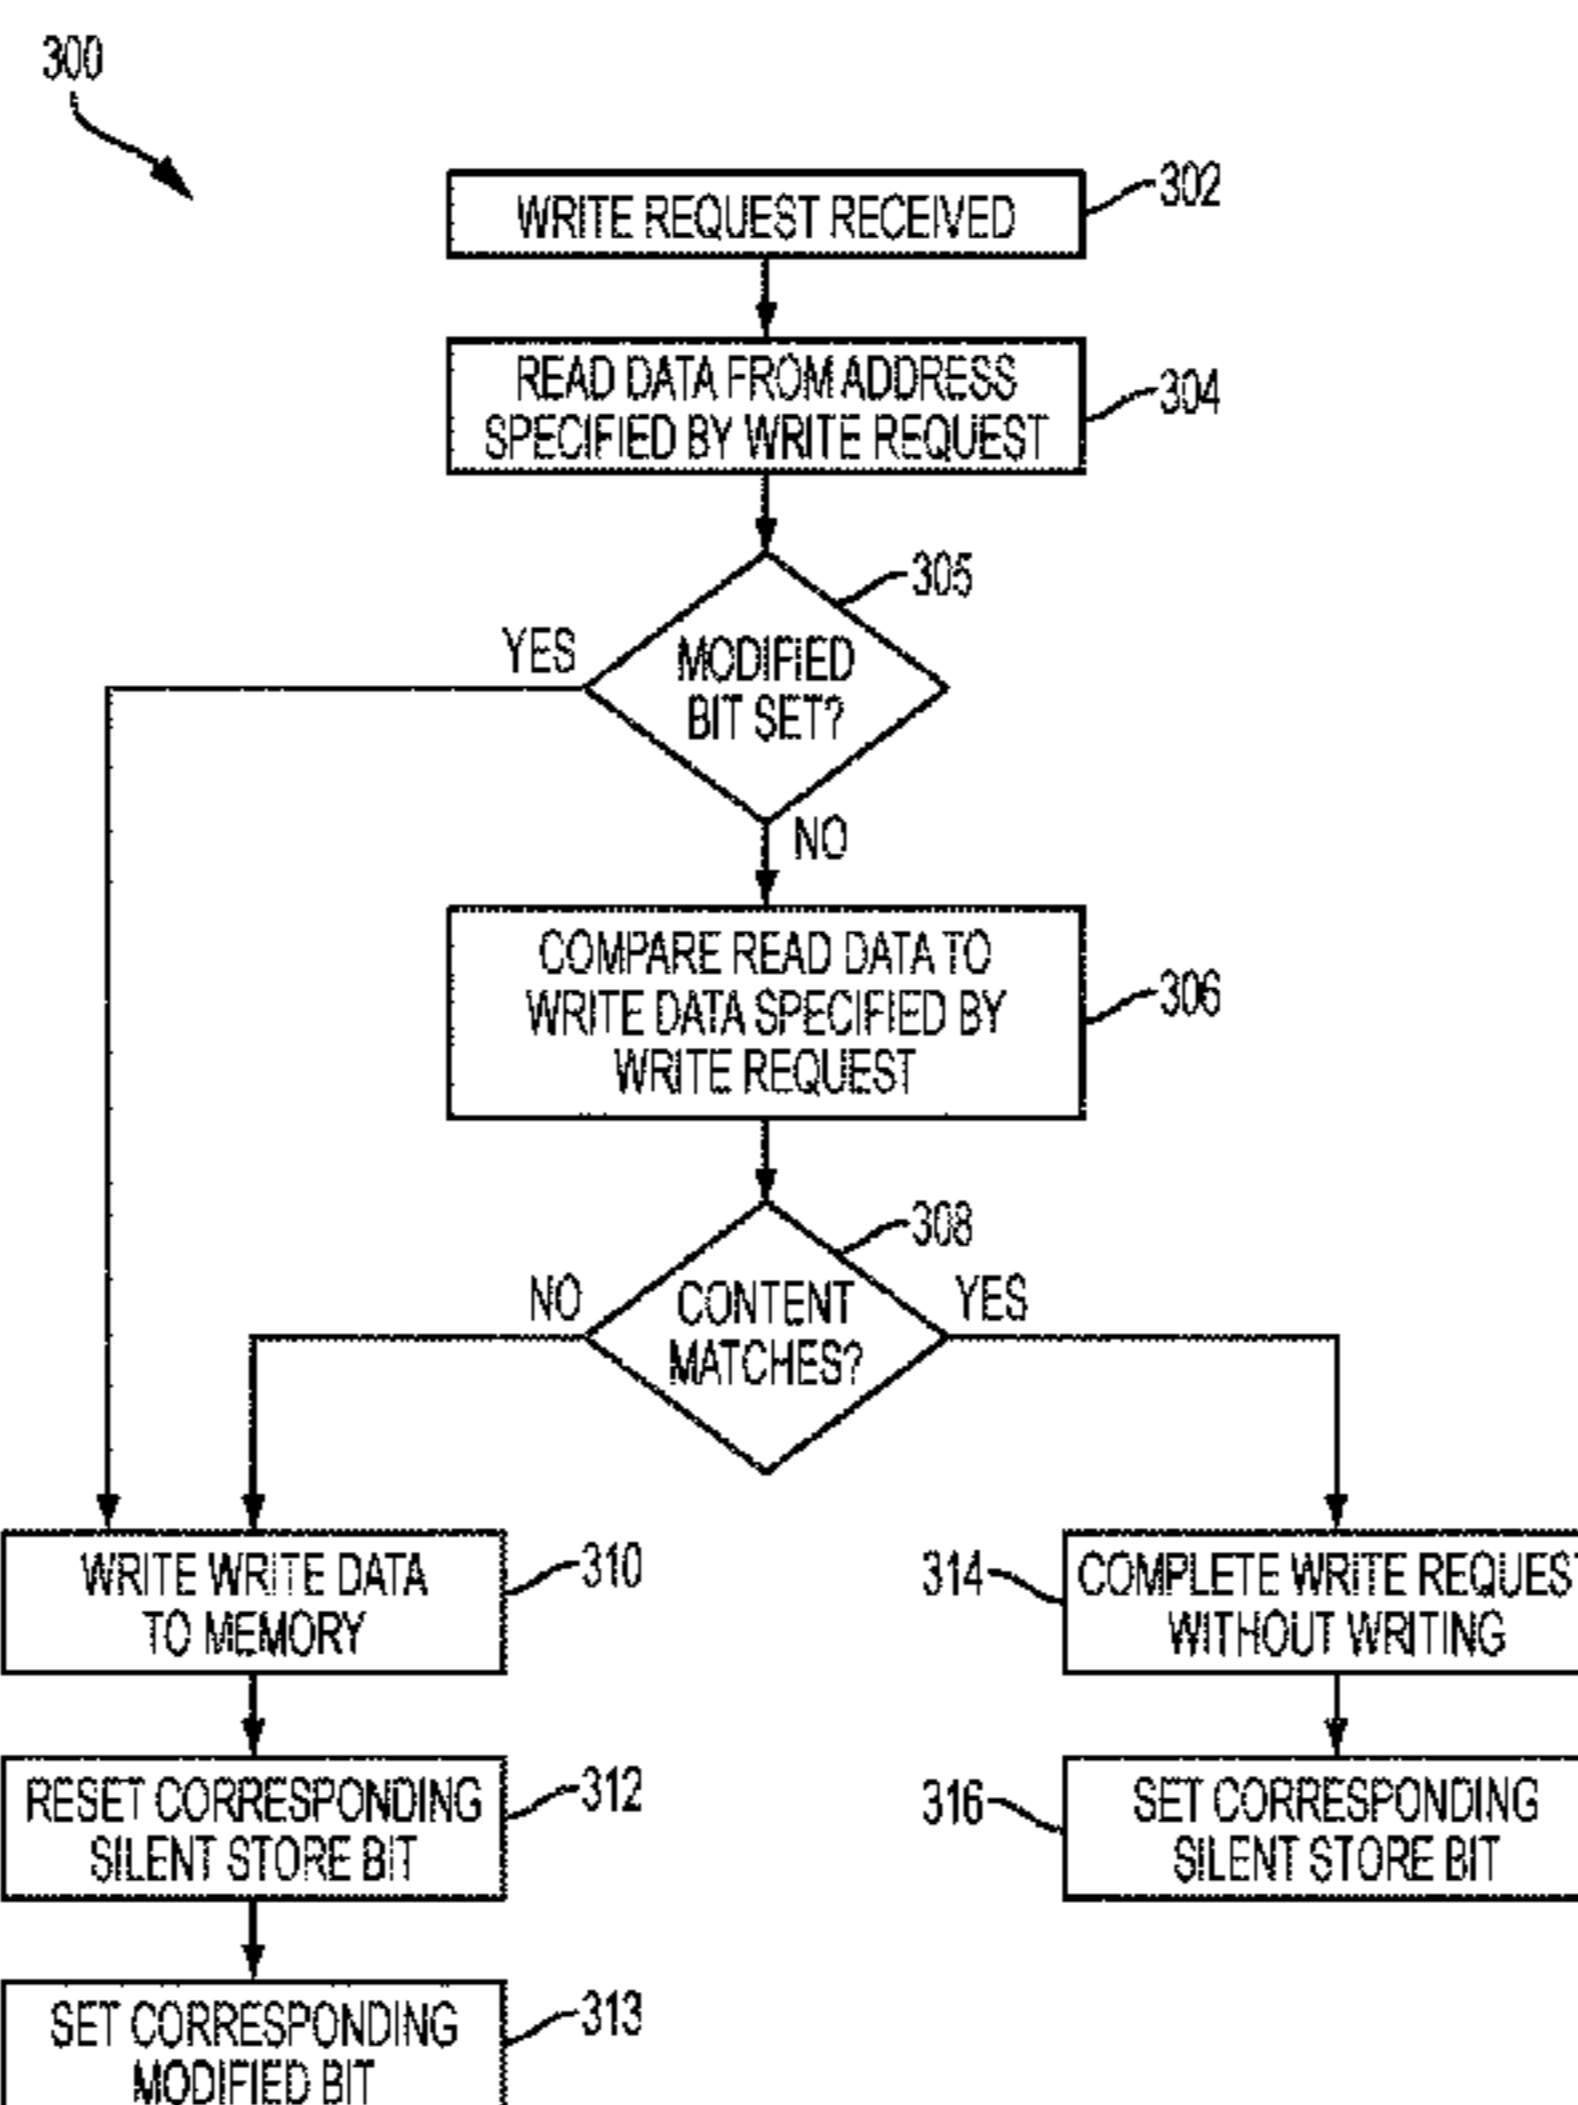 300
WRITE REQUEST RECEIVED
302
READ DATA FROM ADDRESS
SPECIFIED BY WRITE REQUEST
304
305
YES
MODIFIED
BIT SET?
NO
COMPARE READ DATA TO
WRITE DATA SPECIFIED BY
WRITE REQUEST
306
308
NO
CONTENT
MATCHES?
YES
WRITE WRITE DATA
TO MEMORY
310
314
COMPLETE WRITE REQUEST
WITHOUT WRITING
RESET CORRESPONDING
SILENT STORE BIT
312
316
SET CORRESPONDING
SILENT STORE BIT
SET CORRESPONDING
MODIFIED BIT
313